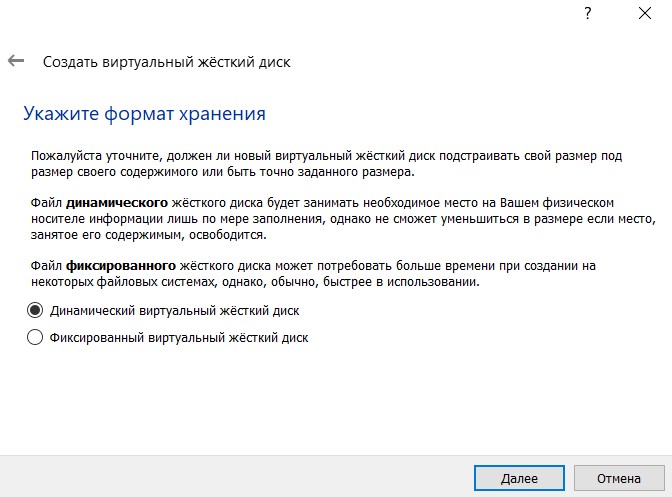 ?
Создать виртуальный жёсткий диск
Укажите формат хранения
Пожалуйста уточните, должен ли новый виртуальный жёсткий диск подстраивать свой размер под
размер своего содержимого или быть точно заданного размера.
Файл динамического жёсткого диска будет занимать необходимое место на Вашем физическом
носителе информации лишь по мере заполнения, однако не сможет уменьшиться в размере если место,
занятое его содержимым, освободится.
Файл фиксированного жёсткого диска может потребовать больше времени при создании на
некоторых файловых системах, однако, обычно, быстрее в использовании.
Динамический виртуальный жёсткий диск
Фиксированный виртуальный жёсткий диск
Далее
Отмена